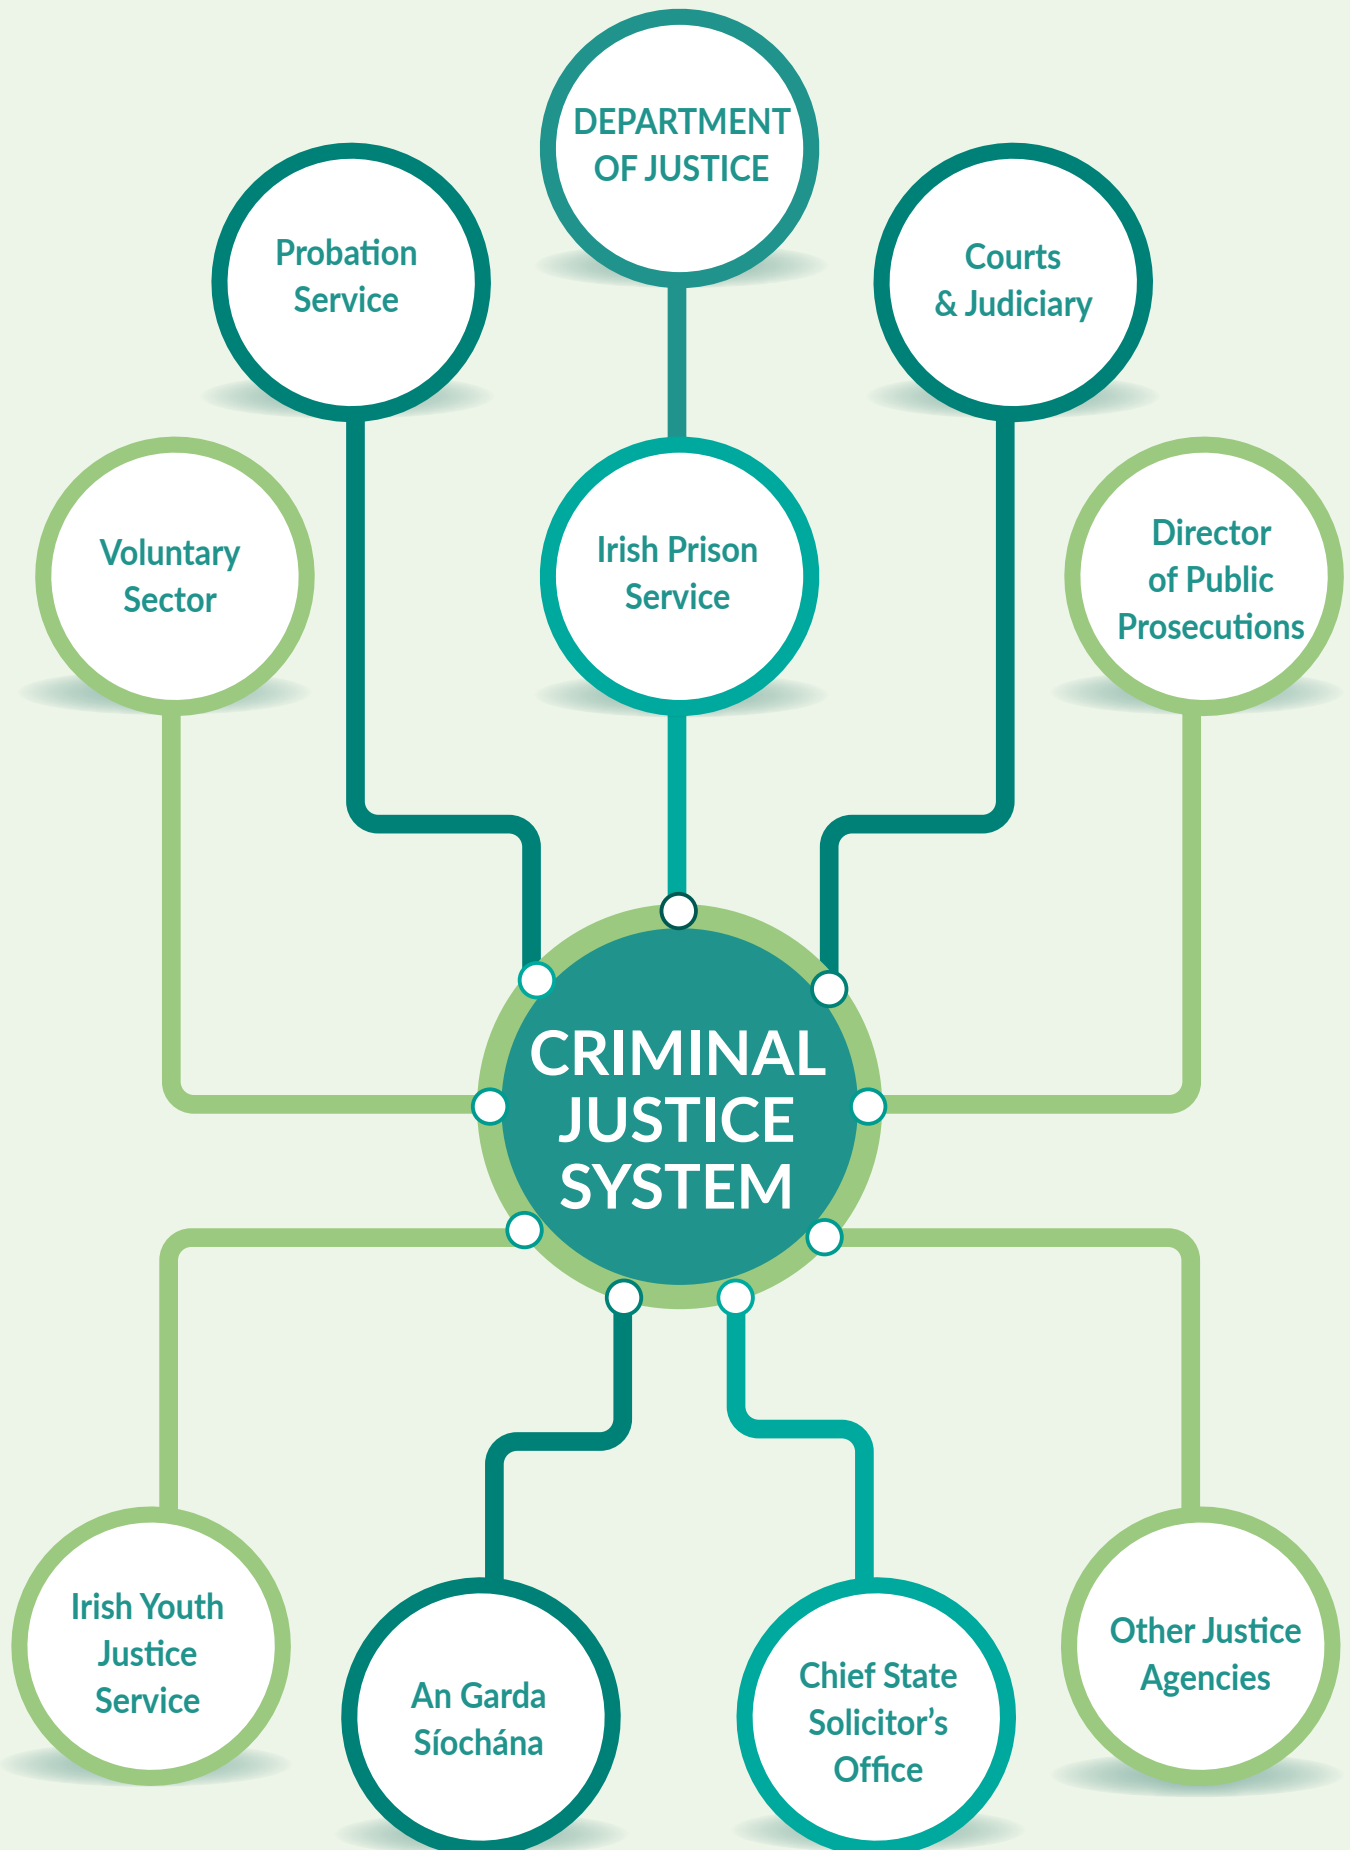 DEPARTMENT
OF JUSTICE
Probation
Service
Courts
& Judiciary
Voluntary
Sector
Irish Prison
Service
Director
of Public
Prosecutions
CRIMINAL
JUSTICE
SYSTEM
Irish Youth
Justice
Service
An Garda
Síochána
Chief State
Solicitor’s
Office
Other Justice
Agencies